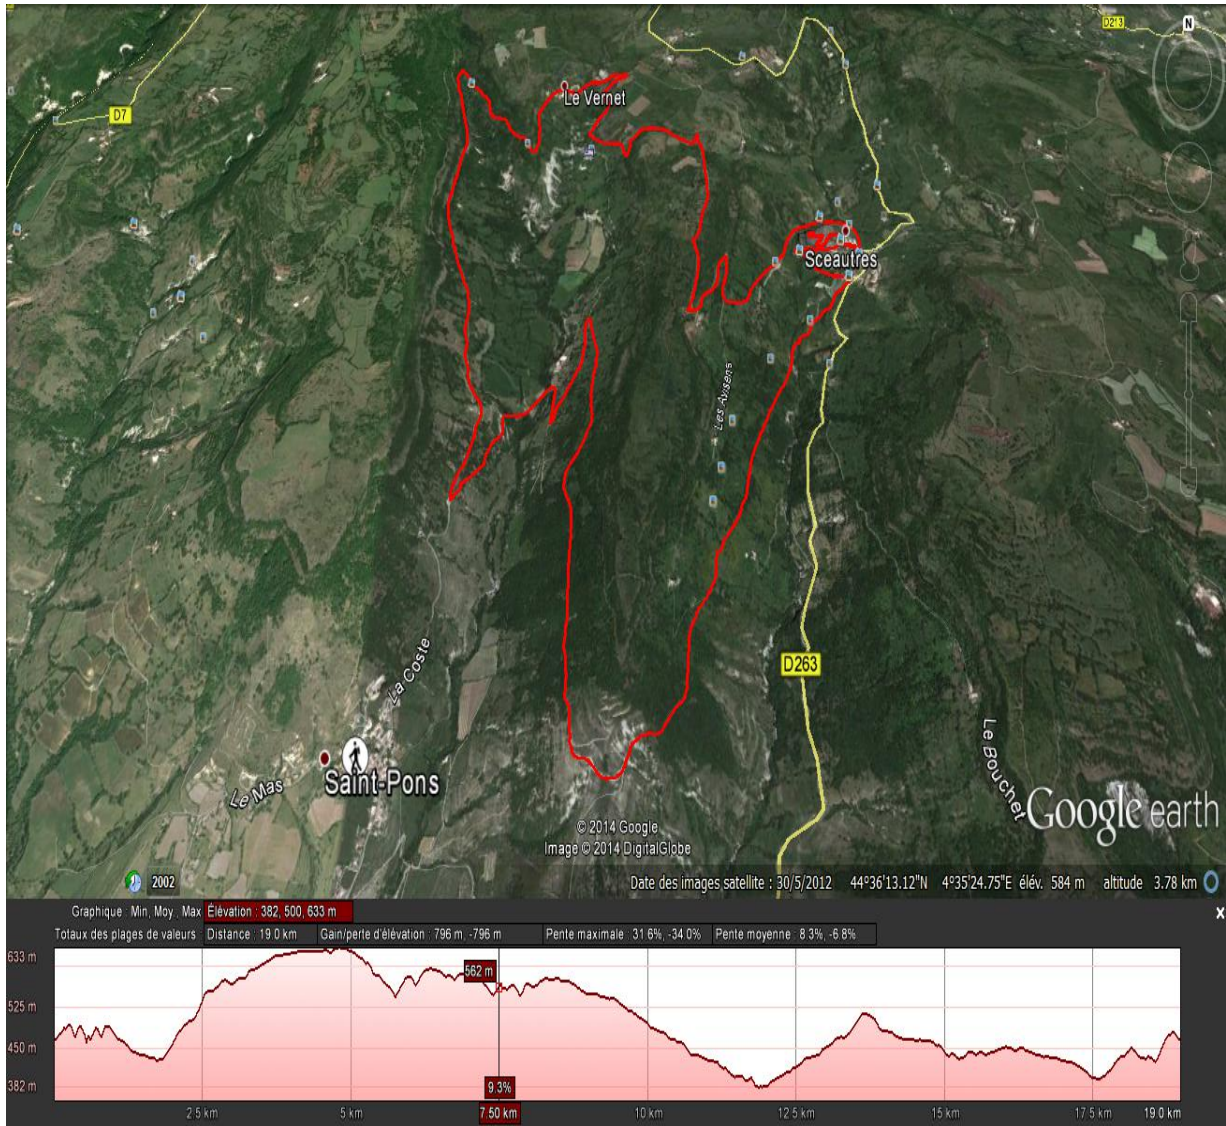 D213
N
Le Vernet
D7
Sceautres
Les Avisens
D263
La Coste
Le Bouchet
Saint-Pons
Le Mas
Google earth
© 2014 Google
Image © 2014 DigitalGlobe
2002
Date des images satellite : 30/5/2012 44°36'13.12"N 4°35'24.75"E élév. 584 m altitude 3.78 km
Graphique : Min, Moy., Max Élévation : 382, 500, 633 m
X
Totaux des plages de valeurs : Distance : 19.0 km Gain/perte d'élévation : 796 m, -796 m Pente maximale : 31.6%, -34.0% Pente moyenne : 8.3%, -6.8%
633 m
562 m
525 m
450 m
382 m
9.3%
2.5 km 5 km 7.50 km 10 km 12.5 km 15 km 17.5 km 19.0 km